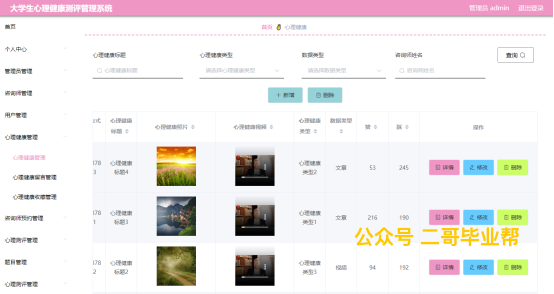 大学生心理健康测评管理系统
管理员 admin 退出登录
首页
首页 心理健康
个人中心
管理员管理
咨询师管理
用户管理
心理健康管理
心理健康管理
心理健康留言管理
心理健康收藏管理
咨询师预约管理
心理测评管理
题目管理
心理测评管理
心理健康标题 心理健康类型 数据类型 咨询师姓名
心理健康标题 请选择心理健康类型 请选择数据类型 咨询师姓名 查询
新增 删除
心理健康标题 心理健康照片 心理健康视频 心理健康类型 数据类型 赞 踩 操作
心理健康标题4 心理健康类型2 文章 53 245 详情 修改 删除
心理健康标题3 心理健康类型1 文章 216 190 详情 修改 删除
心理健康标题2 心理健康类型3 视频 94 192 详情 修改 删除
公众号 二哥毕业帮